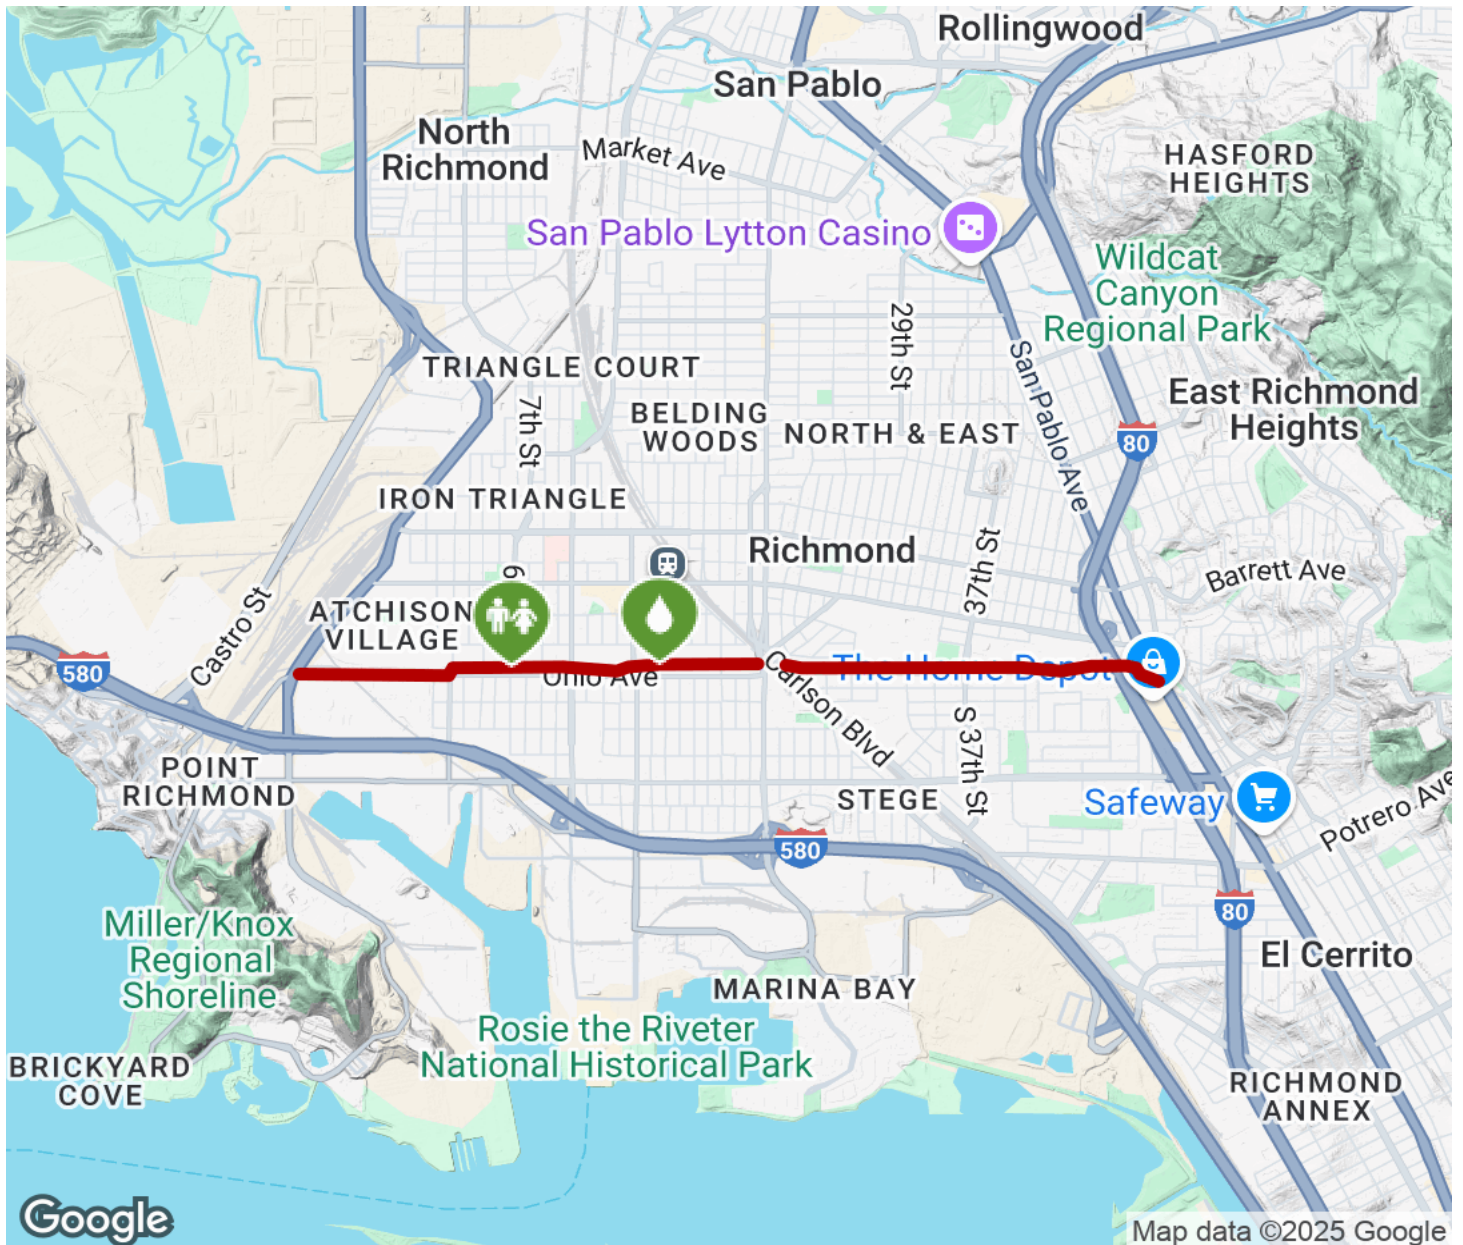 Rollingwood
San Pablo
North
Richmond
Market Ave
HASFORD
HEIGHTS
San Pablo Lytton Casino
Wildcat
Canyon
Regional Park
29th St
San Pablo Ave
TRIANGLE COURT
7th St
BELDING
WOODS
NORTH & EAST
East Richmond
Heights
80
IRON TRIANGLE
Richmond
37th St
Barrett Ave
6
ATCHISON
VILLAGE
Castro St
580
Ohio Ave
Carlson Blvd
The Home Depot
S 37th St
POINT
RICHMOND
STEGE
Safeway
Potrero Ave
580
80
Miller/Knox
Regional
Shoreline
El Cerrito
MARINA BAY
Rosie the Riveter
National Historical Park
BRICKYARD
COVE
RICHMOND
ANNEX
Google
Map data ©2025 Google